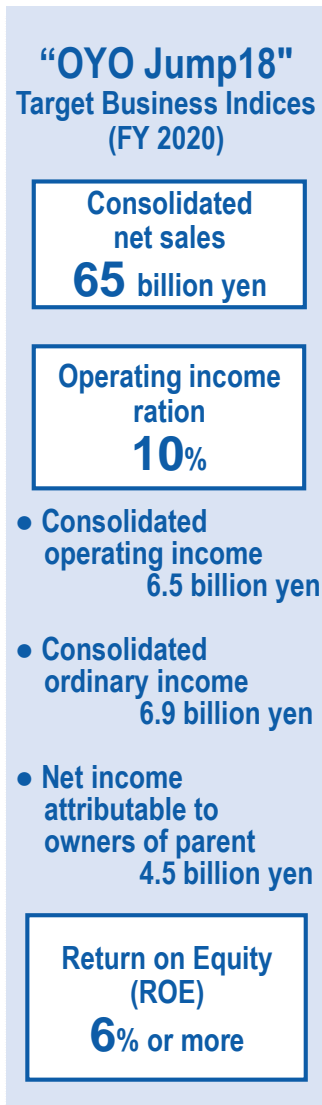 “OYO Jump18"
Target Business Indices
(FY 2020)
Consolidated
net sales
65 billion yen
Operating income
ration
10%
● Consolidated
operating income
6.5 billion yen
● Consolidated
ordinary income
6.9 billion yen
● Net income
attributable to
owners of parent
4.5 billion yen
Return on Equity
(ROE)
6% or more